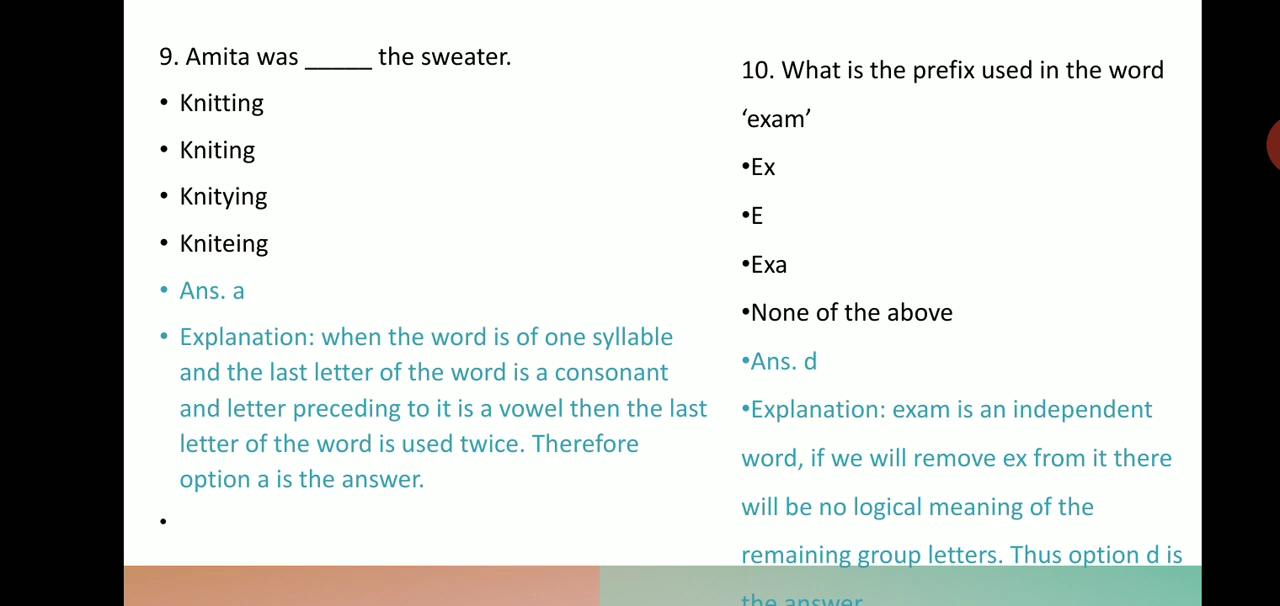 9. Amita was _____ the sweater.
• Knitting
• Kniting
• Knitying
• Kniteing
• Ans. a
• Explanation: when the word is of one syllable
and the last letter of the word is a consonant
and letter preceding to it is a vowel then the last
letter of the word is used twice. Therefore
option a is the answer.
•
10. What is the prefix used in the word
‘exam’
•Ex
•E
•Exa
•None of the above
•Ans. d
•Explanation: exam is an independent
word, if we will remove ex from it there
will be no logical meaning of the
remaining group letters. Thus option d is
the answer